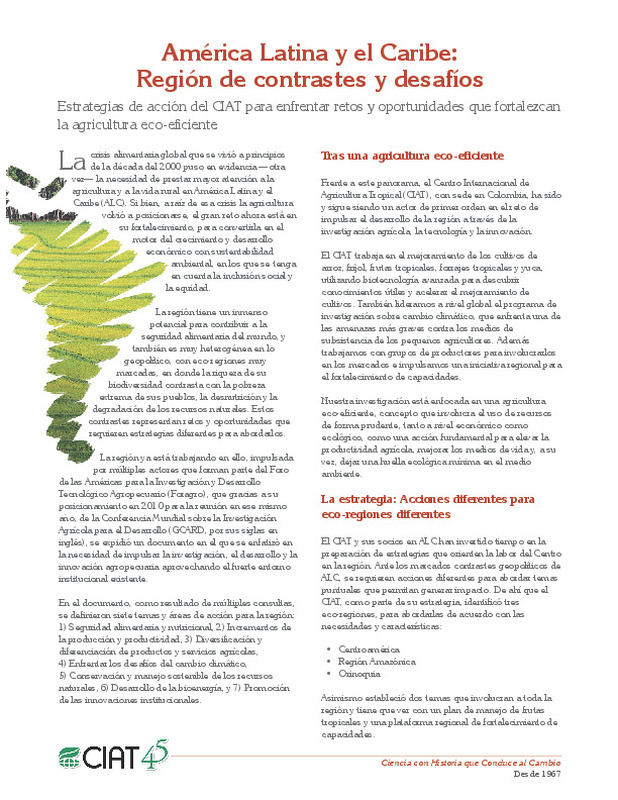 América Latina y el Caribe:
Región de contrastes y desafíos
Estrategias de acción del CIAT para enfrentar retos y oportunidades que fortalezcan
la agricultura eco-eficiente
La crisis alimentaria global que se vivió a principios
de la década del 2000 puso en evidencia— otra
vez— la necesidad de prestar mayor atención a la
agricultura y a la vida rural en América Latina y el
Caribe (ALC). Si bien, a raíz de esa crisis la agricultura
volvió a posicionarse, el gran reto ahora está en
su fortalecimiento, para convertirla en el
motor del crecimiento y desarrollo
económico con sustentabilidad
ambiental, en los que se tenga
en cuenta la inclusión social y
la equidad.
La región tiene un inmenso
potencial para contribuir a la
seguridad alimentaria del mundo, y
también es muy heterogénea en lo
geopolítico, con eco-regiones muy
marcadas, en donde la riqueza de su
biodiversidad contrasta con la pobreza
extrema de sus pueblos, la desnutrición y la
degradación de los recursos naturales. Estos
contrastes representan retos y oportunidades que
requieren estrategias diferentes para abordarlos.
La región ya está trabajando en ello, impulsada
por múltiples actores que forman parte del Foro
de las Américas para la Investigación y Desarrollo
Tecnológico Agropecuario (Foragro), que gracias a su
posicionamiento en 2010 para la reunión en ese mismo
año, de la Conferencia Mundial sobre la Investigación
Agrícola para el Desarrollo (GCARD, por sus siglas en
inglés), se expidió un documento en el que se enfatizó en
la necesidad de impulsar la investigación, el desarrollo y la
innovación agropecuaria aprovechando el fuerte entorno
institucional existente.
En el documento, como resultado de múltiples consultas,
se definieron siete temas y áreas de acción para la región:
1) Seguridad alimentaria y nutricional, 2) Incrementos de
la producción y productividad, 3) Diversificación y
diferenciación de productos y servicios agrícolas,
4) Enfrentar los desafíos del cambio climático,
5) Conservación y manejo sostenible de los recursos
naturales, 6) Desarrollo de la bioenergía, y 7) Promoción
de las innovaciones institucionales.
Tras una agricultura eco-eficiente
Frente a este panorama, el Centro Internacional de
Agricultura Tropical (CIAT), con sede en Colombia, ha sido
y sigue siendo un actor de primer orden en el reto de
impulsar el desarrollo de la región a través de la
investigación agrícola, la tecnología y la innovación.
El CIAT trabaja en el mejoramiento de los cultivos de
arroz, fríjol, frutas tropicales, forrajes tropicales y yuca,
utilizando biotecnología avanzada para descubrir
conocimientos útiles y acelerar el mejoramiento de
cultivos. También lideramos a nivel global el programa de
investigación sobre cambio climático, que enfrenta una de
las amenazas más graves contra los medios de
subsistencia de los pequeños agricultores. Además
trabajamos con grupos de productores para involucrarlos
en los mercados e impulsamos una iniciativa regional para
el fortalecimiento de capacidades.
Nuestra investigación está enfocada en una agricultura
eco-eficiente, concepto que involucra el uso de recursos
de forma prudente, tanto a nivel económico como
ecológico, como una acción fundamental para elevar la
productividad agrícola, mejorar los medios de vida y, a su
vez, dejar una huella ecológica mínima en el medio
ambiente.
La estrategia: Acciones diferentes para
eco-regiones diferentes
El CIAT y sus socios en ALC han invertido tiempo en la
preparación de estrategias que orienten la labor del Centro
en la región. Ante los marcados contrastes geopolíticos de
ALC, se requieren acciones diferentes para abordar temas
puntuales que permitan generar impacto. De ahí que el
CIAT, como parte de su estrategia, identificó tres
eco-regiones, para abordarlas de acuerdo con las
necesidades y características:
• Centroamérica
• Región Amazónica
• Orinoquia
Asimismo estableció dos temas que involucran a toda la
región y tiene que ver con un plan de manejo de frutas
tropicales y una plataforma regional de fortalecimiento de
capacidades.
CIAT 45
Ciencia con Historia que Conduce al Cambio
Desde 1967